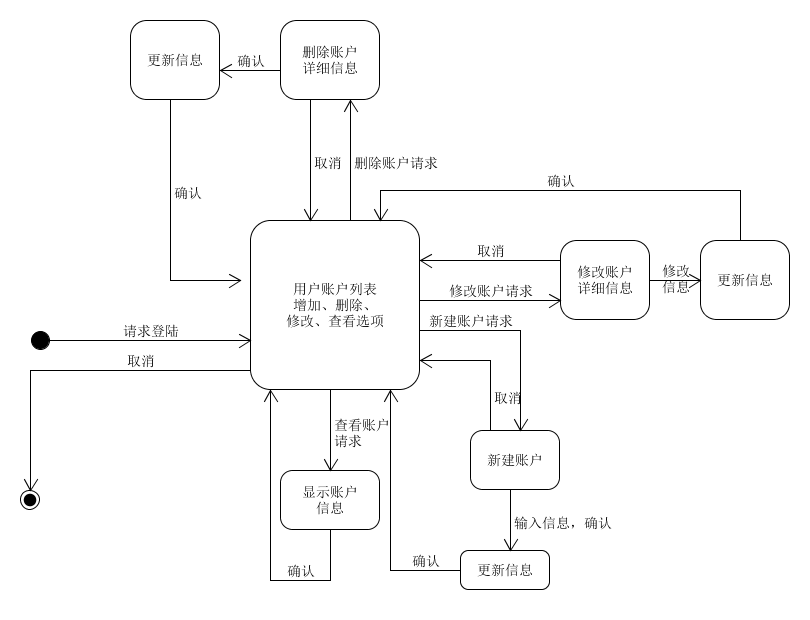 更新信息
确认
删除账户
详细信息
取消
删除账户请求
确认
确认
用户账户列表
增加、删除、
修改、查看选项
取消
修改账户请求
修改账户
详细信息
修改
信息
更新信息
新建账户请求
请求登陆
取消
取消
查看账户
请求
新建账户
显示账户
信息
输入信息，确认
确认
确认
更新信息